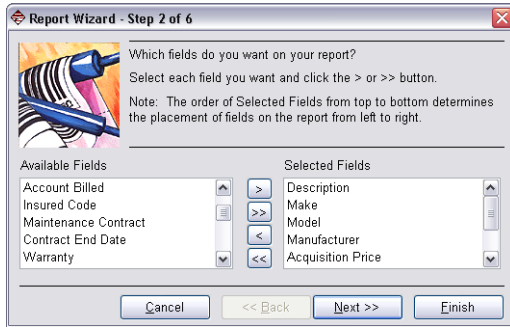 Report Wizard - Step 2 of 6
Which fields do you want on your report?
Select each field you want and click the > or >> button.
Note: The order of Selected Fields from top to bottom determines
the placement of fields on the report from left to right.
Available Fields
Selected Fields
Account Billed
Insured Code
Maintenance Contract
Contract End Date
Warranty
>
>>
<
<<
Description
Make
Model
Manufacturer
Acquisition Price
Cancel
<< Back
Next >>
Finish